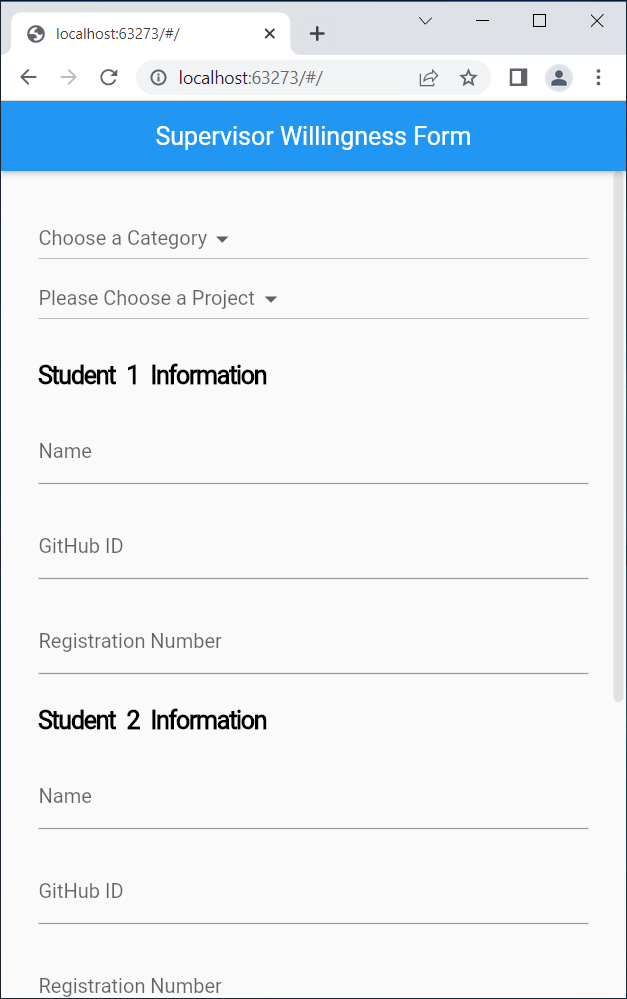 localhost:63273/#/
localhost:63273/#/
Supervisor Willingness Form
Choose a Category
Please Choose a Project
Student 1 Information
Name
GitHub ID
Registration Number
Student 2 Information
Name
GitHub ID
Registration Number